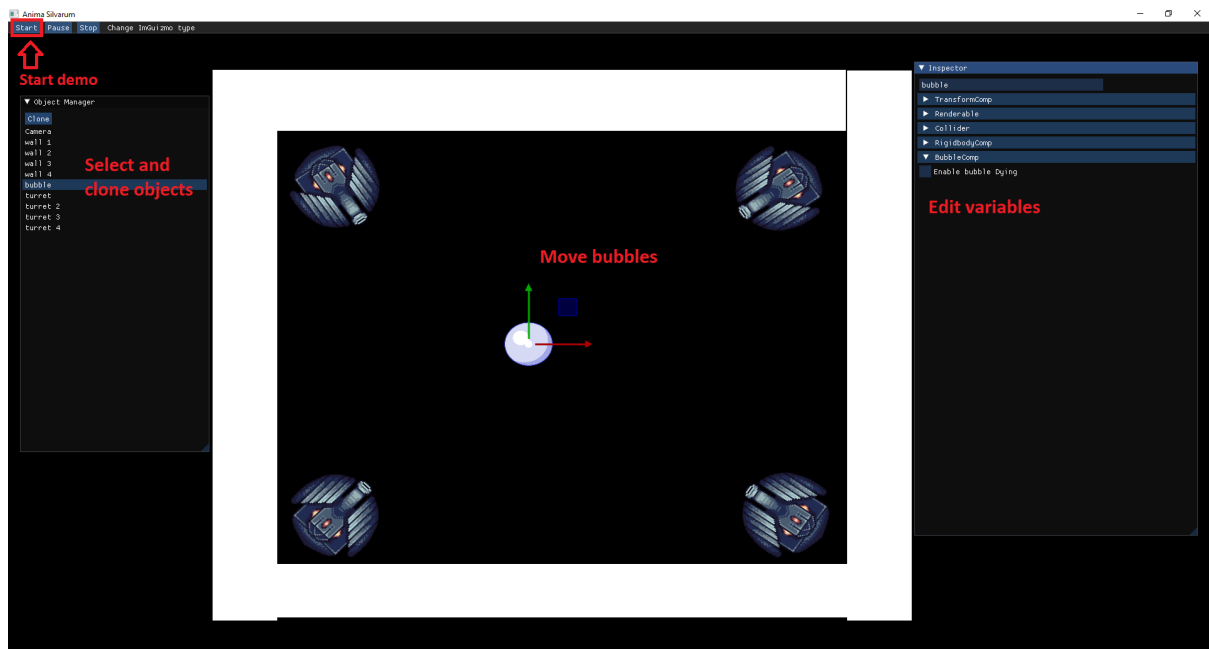 Anima Silvarum
Start Pause Stop Change ImGuizmo type
Start demo
Object Manager
Clone
Camera
wall 1
wall 2
wall 3
wall 4
bubble
turret
turret 2
turret 3
turret 4
Select and
clone objects
Move bubbles
Inspector
bubble
TransformComp
Renderable
Collider
RigidbodyComp
BubbleComp
Enable bubble Dying
Edit variables